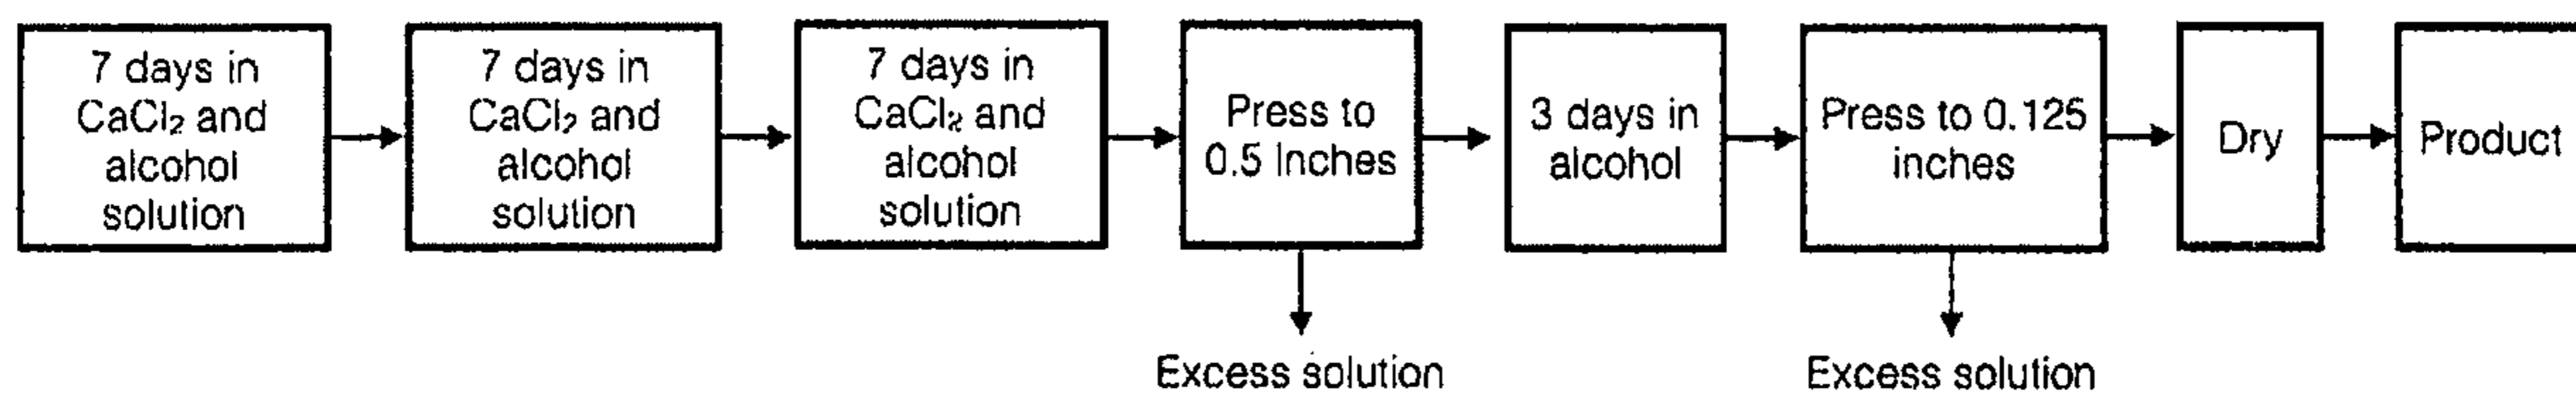 7 days in
CaCl₂ and
alcohol
solution
7 days in
CaCl₂ and
alcohol
solution
7 days in
CaCl₂ and
alcohol
solution
Press to
0.5 Inches
3 days in
alcohol
Press to 0.125
inches
Dry
Product
Excess solution
Excess solution